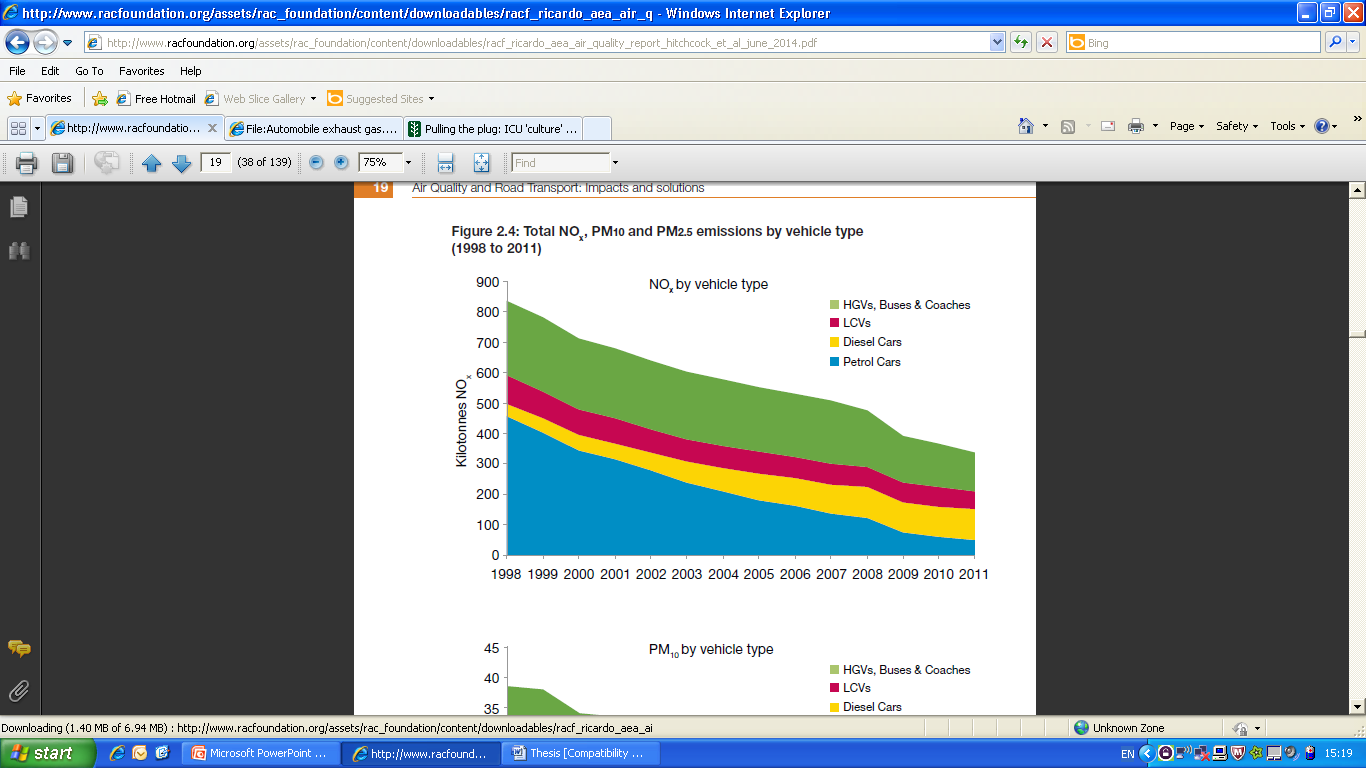 http://www.racfoundation.org/assets/rac_foundation/content/downloadables/racf_ricardo_aea_air_q - Windows Internet Explorer
http://www.racfoundation.org/assets/rac_foundation/content/downloadables/racf_ricardo_aea_air_quality_report_hitchcock_et_al_june_2014.pdf
Bing
File Edit Go To Favorites Help
Favorites Free Hotmail Web Slice Gallery Suggested Sites
http://www.racfoundatio... X File:Automobile exhaust gas.... Pulling the plug: ICU 'culture' ...
Page Safety Tools
19 (38 of 139) 75% Find
19 Air Quality and Road Transport: Impacts and solutions
Figure 2.4: Total NOx, PM10 and PM2.5 emissions by vehicle type
(1998 to 2011)
NOx by vehicle type
HGVs, Buses & Coaches
LCVs
Diesel Cars
Petrol Cars
Kilotonnes NOx
900
800
700
600
500
400
300
200
100
0
1998 1999 2000 2001 2002 2003 2004 2005 2006 2007 2008 2009 2010 2011
PM10 by vehicle type
HGVs, Buses & Coaches
LCVs
Diesel Cars
45
40
35
Downloading (1.40 MB of 6.94 MB) : http://www.racfoundation.org/assets/rac_foundation/content/downloadables/racf_ricardo_aea_ai
Unknown Zone
start Microsoft PowerPoint ... http://www.racfound... Thesis [Compatibility ... EN 15:19